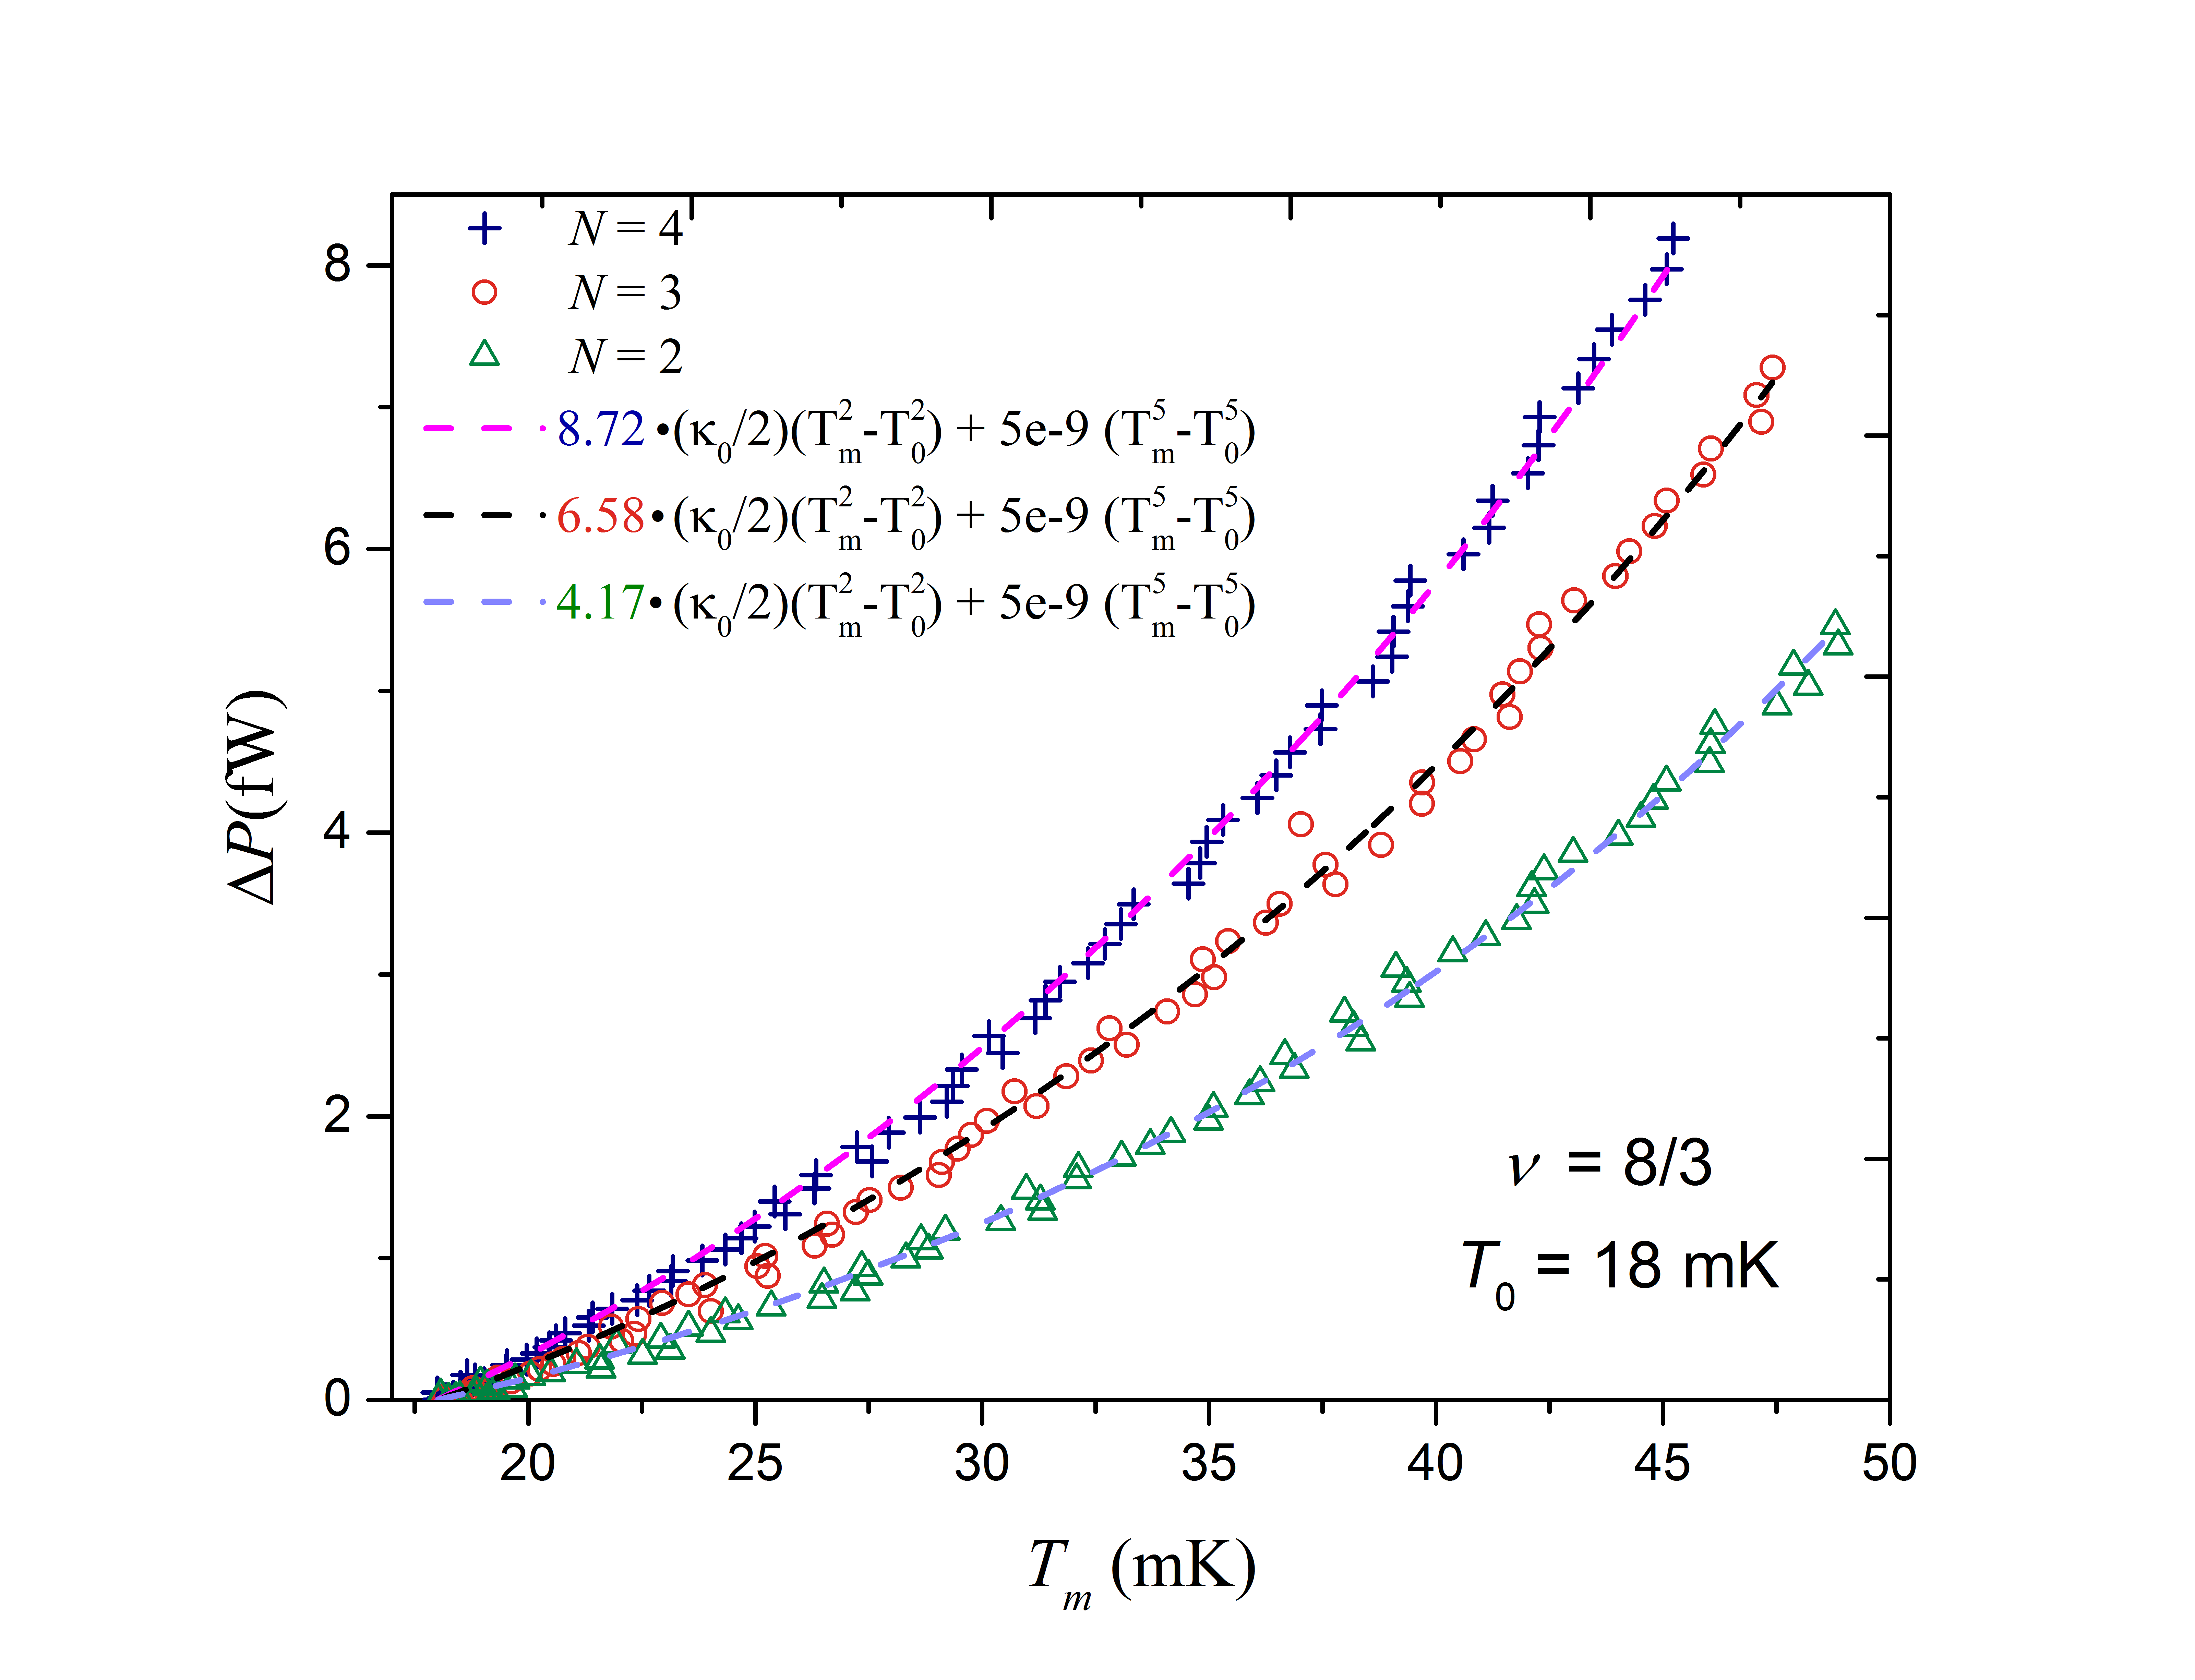 N = 4
N = 3
N = 2
8.72•(κ₀/2)(T²ₘ-T²₀) + 5e-9 (T⁵ₘ-T⁵₀)
6.58•(κ₀/2)(T²ₘ-T²₀) + 5e-9 (T⁵ₘ-T⁵₀)
4.17•(κ₀/2)(T²ₘ-T²₀) + 5e-9 (T⁵ₘ-T⁵₀)
8
6
4
2
0
ΔP(fW)
ν = 8/3
T₀ = 18 mK
20 25 30 35 40 45 50
Tₘ (mK)